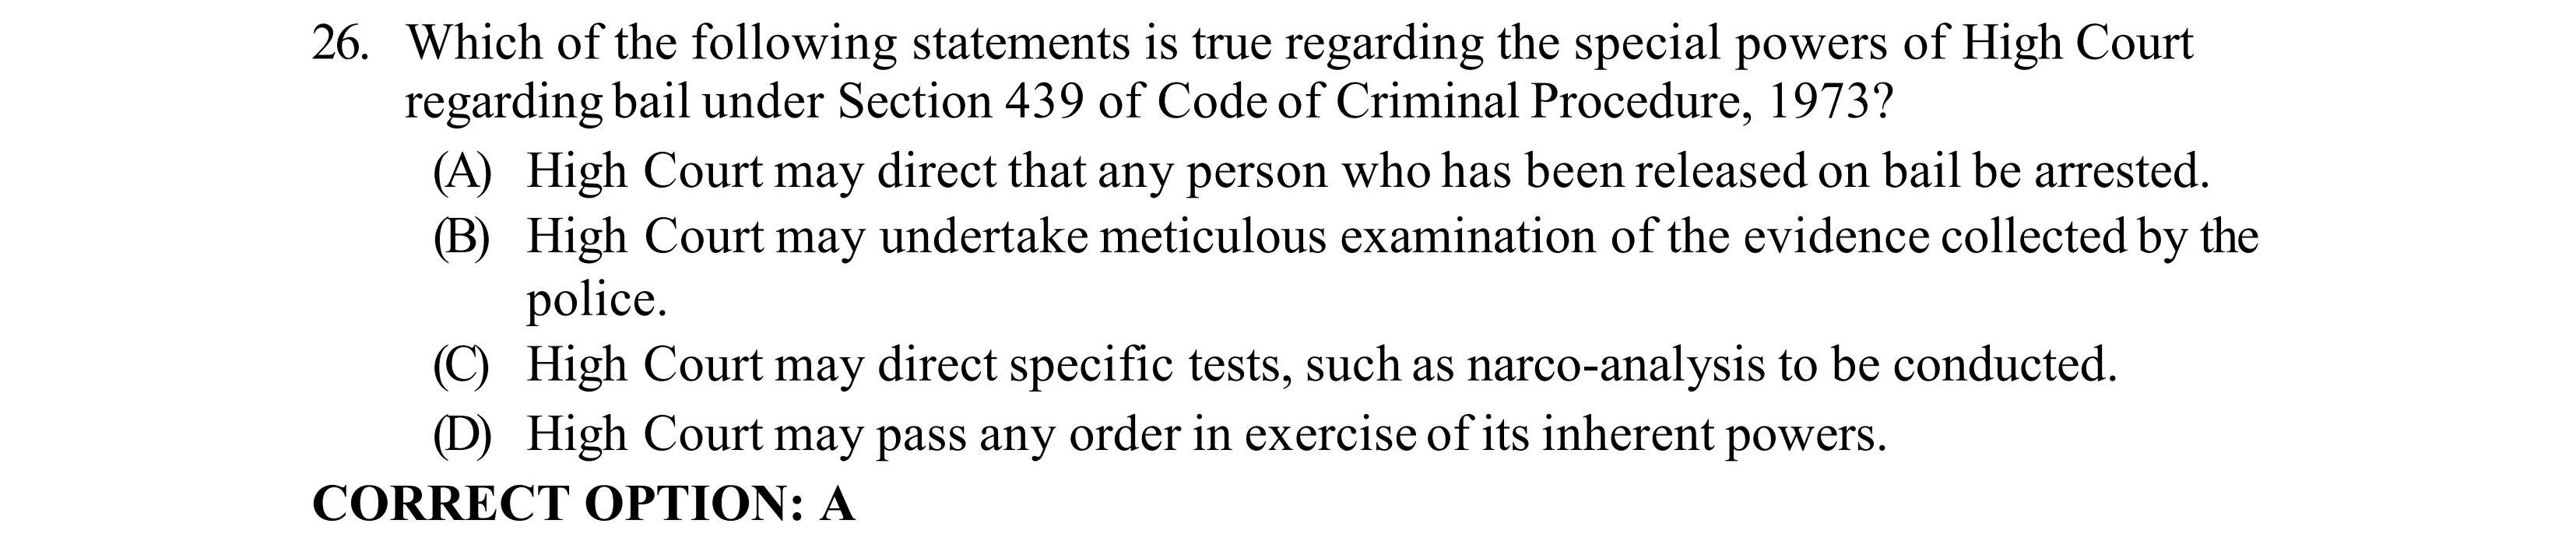 26. Which of the following statements is true regarding the special powers of High Court
regarding bail under Section 439 of Code of Criminal Procedure, 1973?
(A) High Court may direct that any person who has been released on bail be arrested.
(B) High Court may undertake meticulous examination of the evidence collected by the
police.
(C) High Court may direct specific tests, such as narco-analysis to be conducted.
(D) High Court may pass any order in exercise of its inherent powers.
CORRECT OPTION: A